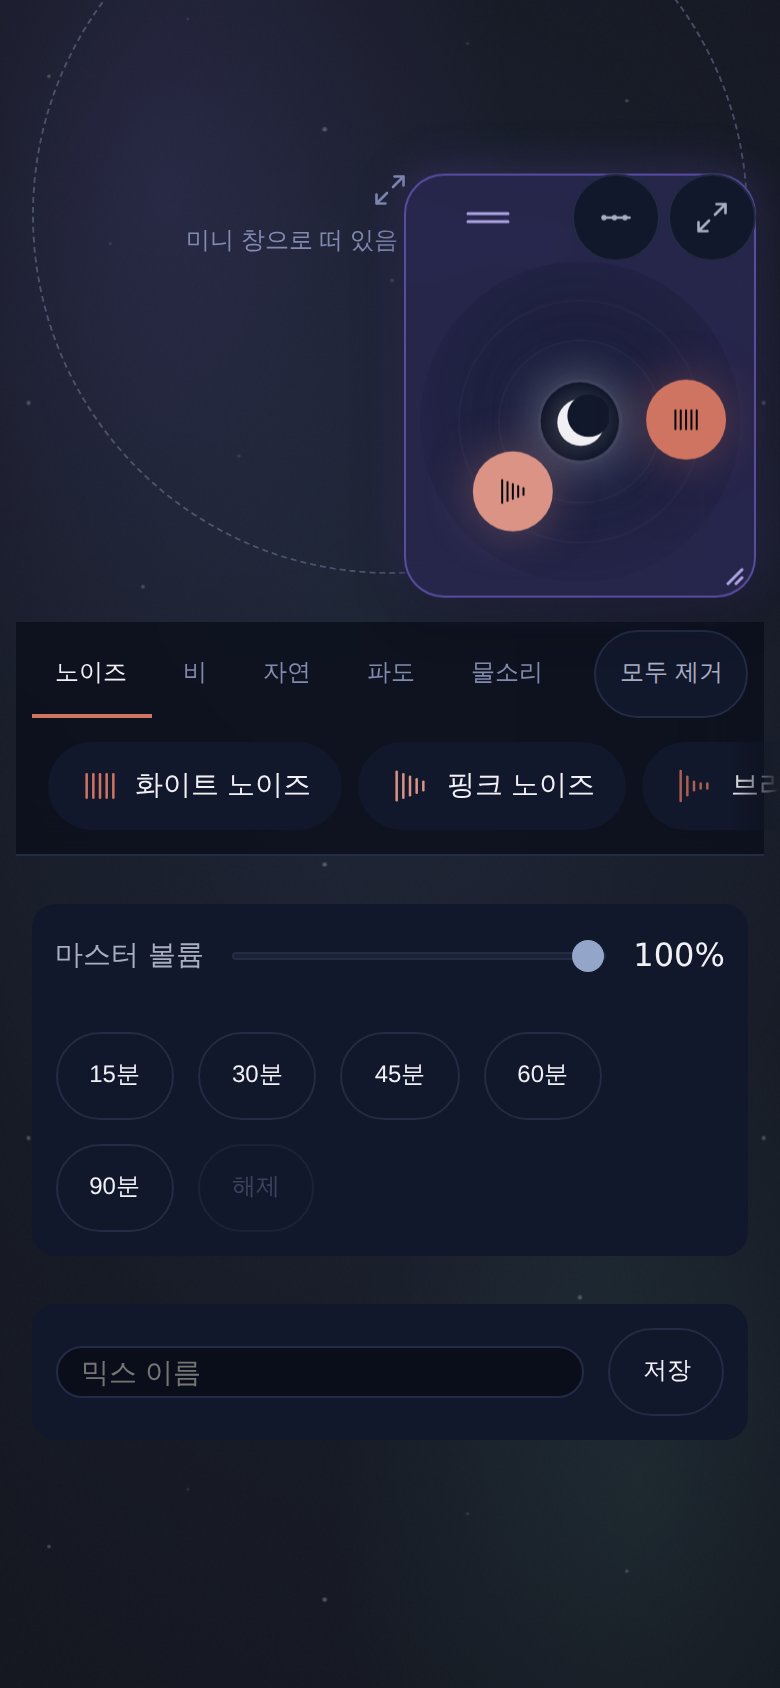 미니 창으로 떠 있음
노이즈 비 자연 파도 물소리 모두 제거
화이트 노이즈 핑크 노이즈
마스터 볼륨 100%
15분 30분 45분 60분
90분 해제
믹스 이름 저장